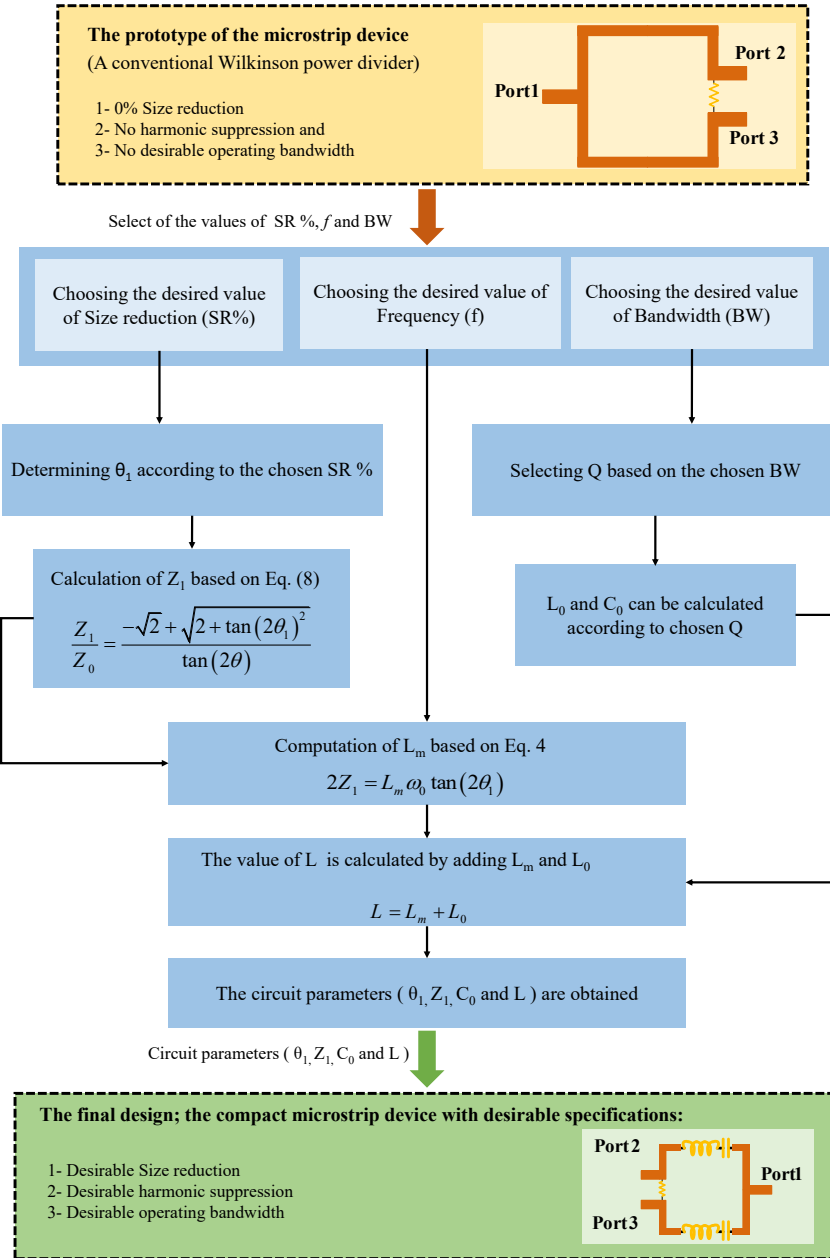 The prototype of the microstrip device
(A conventional Wilkinson power divider)
1- 0% Size reduction
2- No harmonic suppression and
3- No desirable operating bandwidth
Port1
Port 2
Port 3
Select of the values of SR %, f and BW
Choosing the desired value
of Size reduction (SR%)
Choosing the desired value of
Frequency (f)
Choosing the desired value
of Bandwidth (BW)
Determining θ₁ according to the chosen SR %
Selecting Q based on the chosen BW
Calculation of Z₁ based on Eq. (8)
Z₁/Z₀ = (-√2 + √(2 + tan(2θ₁)²)) / tan(2θ)
L₀ and C₀ can be calculated
according to chosen Q
Computation of Lₘ based on Eq. 4
2Z₁ = Lₘω₀ tan(2θ₁)
The value of L is calculated by adding Lₘ and L₀
L = Lₘ + L₀
The circuit parameters ( θ₁, Z₁, C₀ and L ) are obtained
Circuit parameters ( θ₁, Z₁, C₀ and L )
The final design; the compact microstrip device with desirable specifications:
1- Desirable Size reduction
2- Desirable harmonic suppression
3- Desirable operating bandwidth
Port 2
Port1
Port3